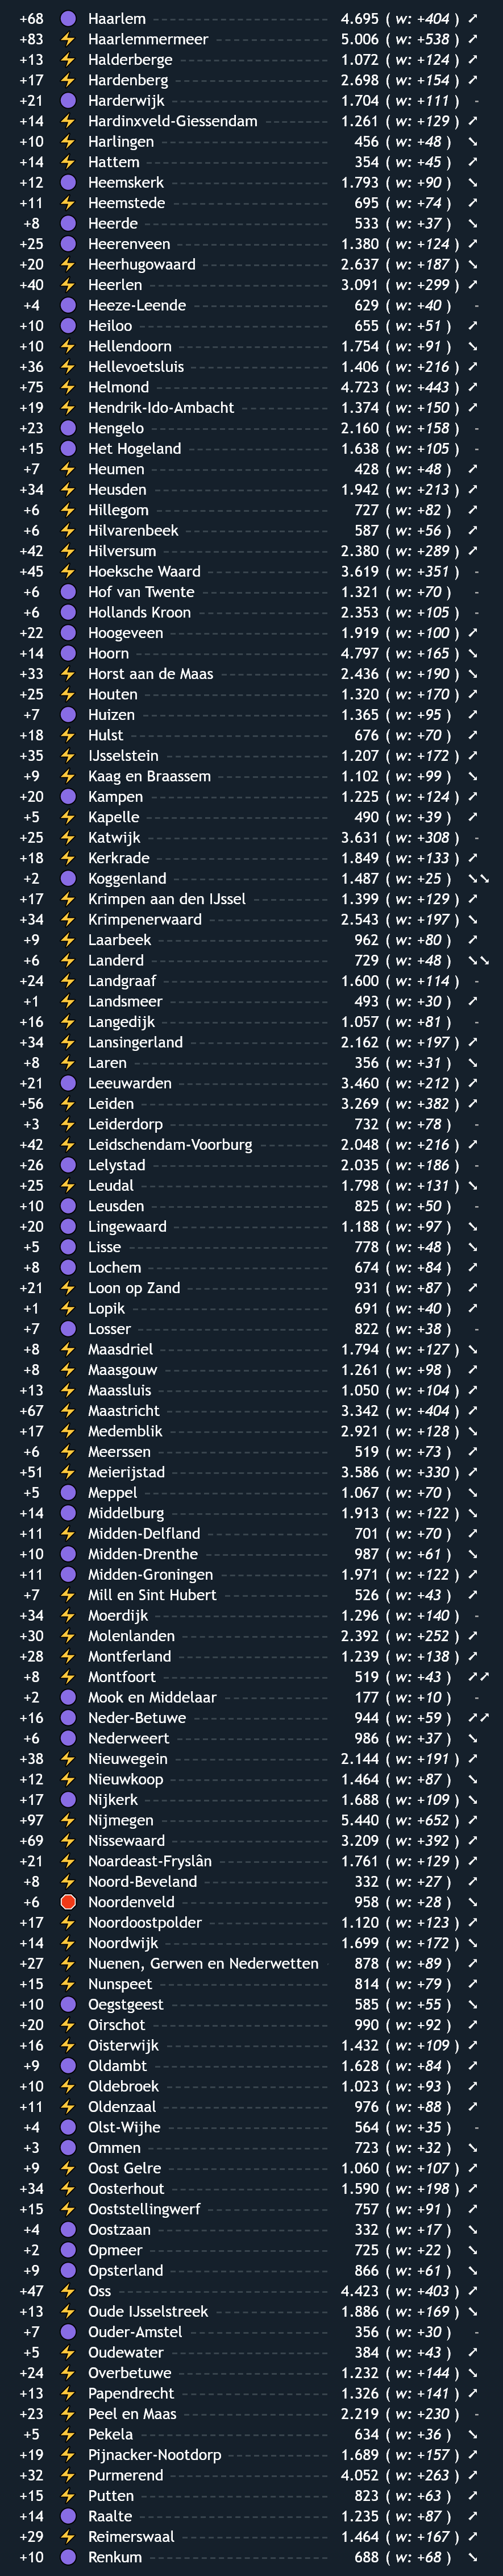 +68 Haarlem 4.695 ( w: +404 )
+83 Haarlemmermeer 5.006 ( w: +538 )
+13 Halderberge 1.072 ( w: +124 )
+17 Hardenberg 2.698 ( w: +154 )
+21 Harderwijk 1.704 ( w: +111 ) -
+14 Hardinxveld-Giessendam 1.261 ( w: +129 )
+10 Harlingen 456 ( w: +48 )
+14 Hattem 354 ( w: +45 )
+12 Heemskerk 1.793 ( w: +90 )
+11 Heemstede 695 ( w: +74 )
+8 Heerde 533 ( w: +37 )
+25 Heerenveen 1.380 ( w: +124 )
+20 Heerhugowaard 2.637 ( w: +187 )
+40 Heerlen 3.091 ( w: +299 )
+4 Heeze-Leende 629 ( w: +40 ) -
+10 Heiloo 655 ( w: +51 )
+10 Hellendoorn 1.754 ( w: +91 )
+36 Hellevoetsluis 1.406 ( w: +216 )
+75 Helmond 4.723 ( w: +443 )
+19 Hendrik-Ido-Ambacht 1.374 ( w: +150 )
+23 Hengelo 2.160 ( w: +158 ) -
+15 Het Hogeland 1.638 ( w: +105 ) -
+7 Heumen 428 ( w: +48 )
+34 Heusden 1.942 ( w: +213 )
+6 Hillegom 727 ( w: +82 )
+6 Hilvarenbeek 587 ( w: +56 )
+42 Hilversum 2.380 ( w: +289 )
+45 Hoeksche Waard 3.619 ( w: +351 ) -
+6 Hof van Twente 1.321 ( w: +70 ) -
+6 Hollands Kroon 2.353 ( w: +105 ) -
+22 Hoogeveen 1.919 ( w: +100 )
+14 Hoorn 4.797 ( w: +165 )
+33 Horst aan de Maas 2.436 ( w: +190 )
+25 Houten 1.320 ( w: +170 )
+7 Huizen 1.365 ( w: +95 )
+18 Hulst 676 ( w: +70 )
+35 IJsselstein 1.207 ( w: +172 )
+9 Kaag en Braassem 1.102 ( w: +99 )
+20 Kampen 1.225 ( w: +124 )
+5 Kapelle 490 ( w: +39 )
+25 Katwijk 3.631 ( w: +308 ) -
+18 Kerkrade 1.849 ( w: +133 )
+2 Koggenland 1.487 ( w: +25 )
+17 Krimpen aan den IJssel 1.399 ( w: +129 )
+34 Krimpenerwaard 2.543 ( w: +197 )
+9 Laarbeek 962 ( w: +80 )
+6 Landerd 729 ( w: +48 )
+24 Landgraaf 1.600 ( w: +114 ) -
+1 Landsmeer 493 ( w: +30 )
+16 Langedijk 1.057 ( w: +81 ) -
+34 Lansingerland 2.162 ( w: +197 )
+8 Laren 356 ( w: +31 )
+21 Leeuwarden 3.460 ( w: +212 )
+56 Leiden 3.269 ( w: +382 )
+3 Leiderdorp 732 ( w: +78 ) -
+42 Leidschendam-Voorburg 2.048 ( w: +216 )
+26 Lelystad 2.035 ( w: +186 ) -
+25 Leudal 1.798 ( w: +131 )
+10 Leusden 825 ( w: +50 ) -
+20 Lingewaard 1.188 ( w: +97 )
+5 Lisse 778 ( w: +48 )
+8 Lochem 674 ( w: +84 )
+21 Loon op Zand 931 ( w: +87 )
+1 Lopik 691 ( w: +40 )
+7 Losser 822 ( w: +38 ) -
+8 Maasdriel 1.794 ( w: +127 )
+8 Maasgouw 1.261 ( w: +98 )
+13 Maassluis 1.050 ( w: +104 )
+67 Maastricht 3.342 ( w: +404 )
+17 Medemblik 2.921 ( w: +128 )
+6 Meerssen 519 ( w: +73 )
+51 Meierijstad 3.586 ( w: +330 )
+5 Meppel 1.067 ( w: +70 )
+14 Middelburg 1.913 ( w: +122 )
+11 Midden-Delfland 701 ( w: +70 )
+10 Midden-Drenthe 987 ( w: +61 )
+11 Midden-Groningen 1.971 ( w: +122 )
+7 Mill en Sint Hubert 526 ( w: +43 )
+34 Moerdijk 1.296 ( w: +140 ) -
+30 Molenlanden 2.392 ( w: +252 )
+28 Montferland 1.239 ( w: +138 )
+8 Montfoort 519 ( w: +43 )
+2 Mook en Middelaar 177 ( w: +10 ) -
+16 Neder-Betuwe 944 ( w: +59 )
+6 Nederweert 986 ( w: +37 )
+38 Nieuwegein 2.144 ( w: +191 )
+12 Nieuwkoop 1.464 ( w: +87 )
+17 Nijkerk 1.688 ( w: +109 )
+97 Nijmegen 5.440 ( w: +652 )
+69 Nissewaard 3.209 ( w: +392 )
+21 Noardeast-Fryslân 1.761 ( w: +129 )
+8 Noord-Beveland 332 ( w: +27 )
+6 Noordenveld 958 ( w: +28 )
+17 Noordoostpolder 1.120 ( w: +123 )
+14 Noordwijk 1.699 ( w: +172 )
+27 Nuenen, Gerwen en Nederwetten 878 ( w: +89 )
+15 Nunspeet 814 ( w: +79 )
+10 Oegstgeest 585 ( w: +55 )
+20 Oirschot 990 ( w: +92 )
+16 Oisterwijk 1.432 ( w: +109 )
+9 Oldambt 1.628 ( w: +84 )
+10 Oldebroek 1.023 ( w: +93 )
+11 Oldenzaal 976 ( w: +88 )
+4 Olst-Wijhe 564 ( w: +35 ) -
+3 Ommen 723 ( w: +32 )
+9 Oost Gelre 1.060 ( w: +107 )
+34 Oosterhout 1.590 ( w: +198 )
+15 Ooststellingwerf 757 ( w: +91 )
+4 Oostzaan 332 ( w: +17 )
+2 Opmeer 725 ( w: +22 )
+9 Opsterland 866 ( w: +61 )
+47 Oss 4.423 ( w: +403 )
+13 Oude IJsselstreek 1.886 ( w: +169 )
+7 Ouder-Amstel 356 ( w: +30 ) -
+5 Oudewater 384 ( w: +43 )
+24 Overbetuwe 1.232 ( w: +144 )
+13 Papendrecht 1.326 ( w: +141 )
+23 Peel en Maas 2.219 ( w: +230 ) -
+5 Pekela 634 ( w: +36 )
+19 Pijnacker-Nootdorp 1.689 ( w: +157 )
+32 Purmerend 4.052 ( w: +263 )
+15 Putten 823 ( w: +63 )
+14 Raalte 1.235 ( w: +87 )
+29 Reimerswaal 1.464 ( w: +167 )
+10 Renkum 688 ( w: +68 )